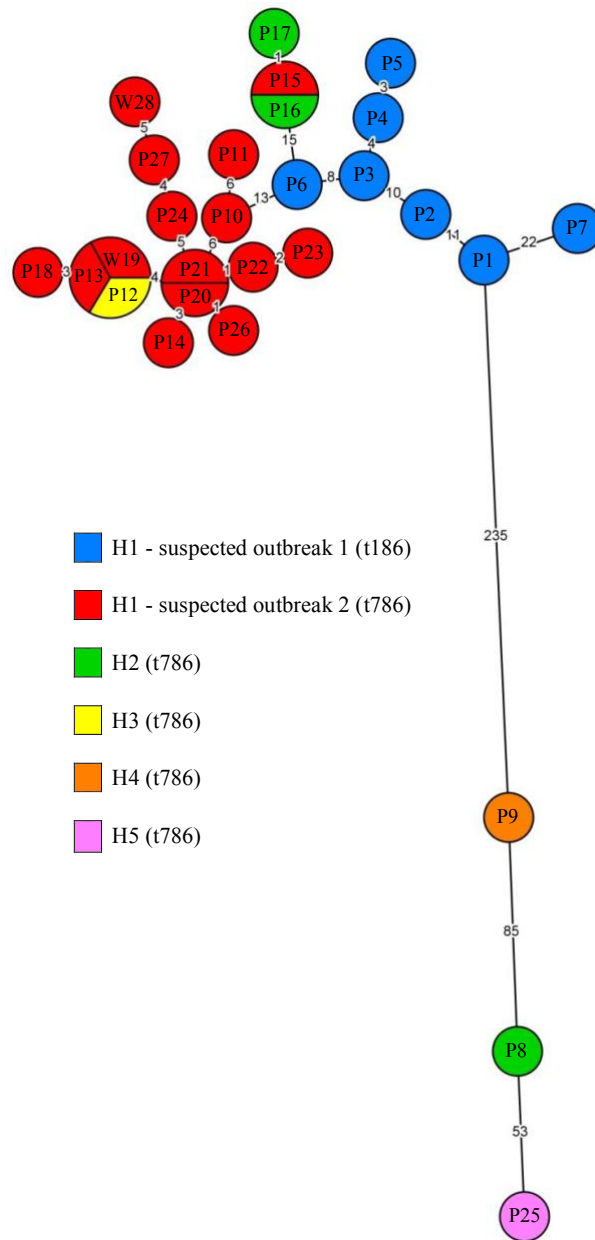 P17
1
P15
P16
P5
3
P4
W28
5
P27
P11
15
4
4
6
P6
8
P3
10
P2
P24
P10
13
11
P1
22
P7
5
6
P23
P18
3
P13
W19
P12
4
P21
P20
1
P22
2
3
1
P14
P26
235
H1 - suspected outbreak 1 (t186)
H1 - suspected outbreak 2 (t786)
H2 (t786)
H3 (t786)
H4 (t786)
H5 (t786)
P9
85
P8
53
P25